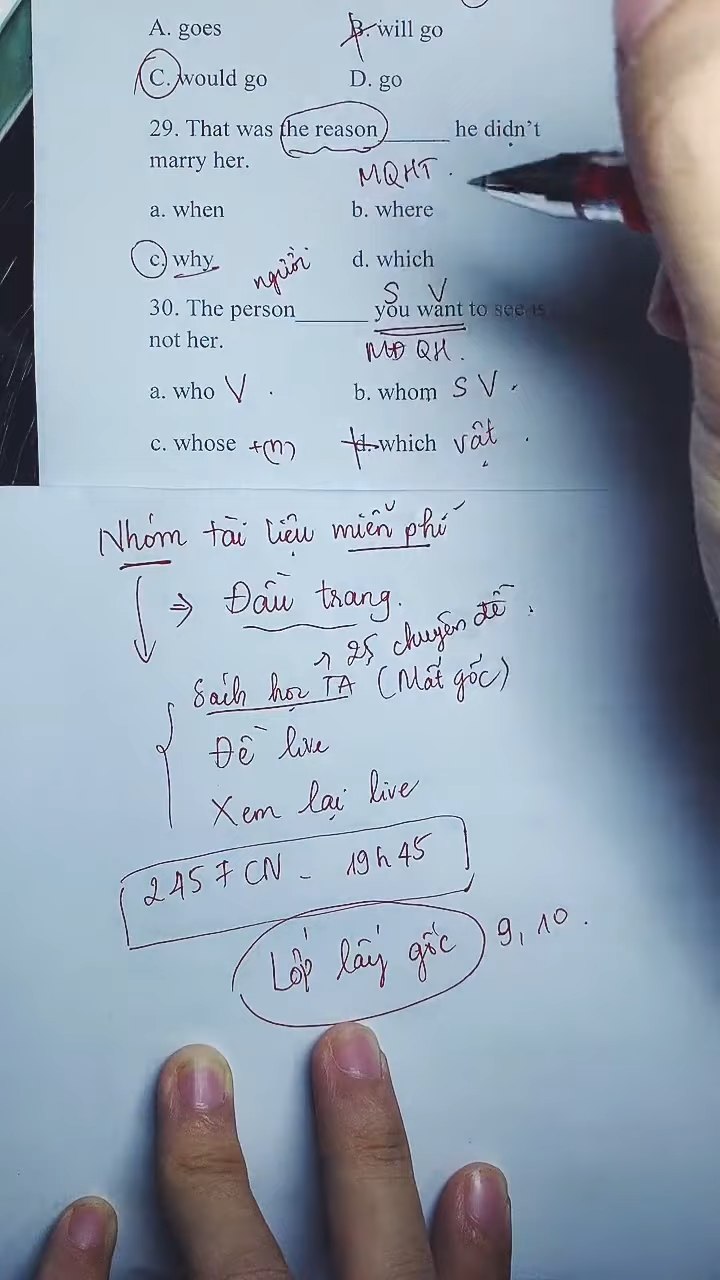 A. goes B. will go
C. would go D. go
29. That was the reason ______ he didn't
marry her.
MQHT.
a. when b. where
c. why d. which
người
S V
30. The person______ you want to see is
not her.
MĐ QH.
a. who V . b. whom S V .
c. whose +(n) d. which vật .
Nhóm tài liệu miễn phí
⇒ Đầu trang.
→ 25 chuyên đề .
Sách học TA (Mất gốc)
Đề live
Xem lại live
2 4 5 7 CN - 19h45
Lớp lấy gốc 9, 10 .